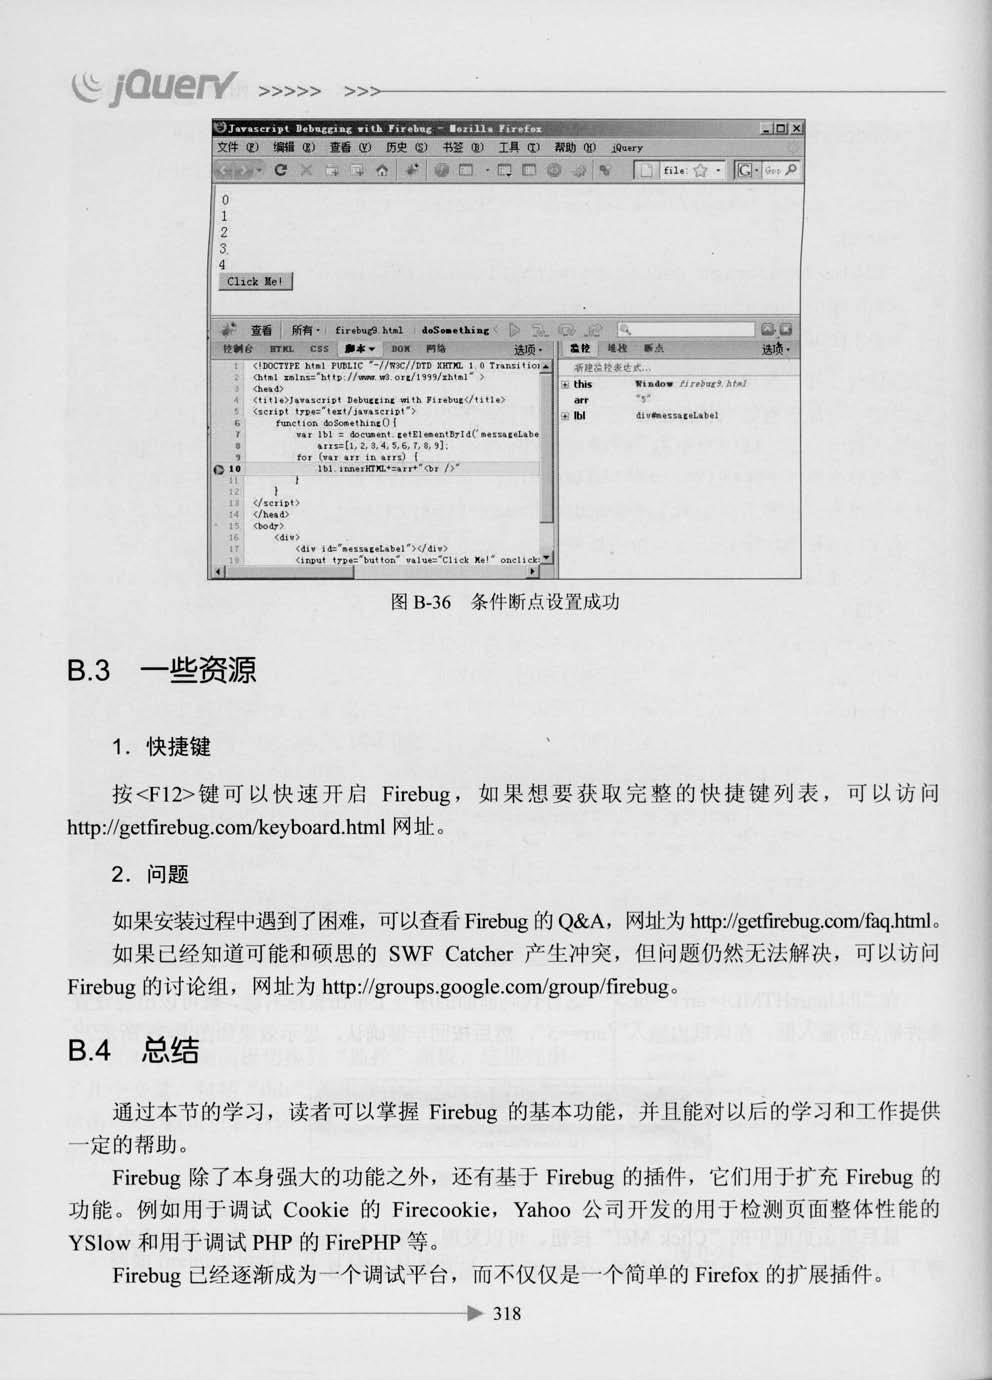 jQuery >>>>> >>>
Javascript Debugging with Firebug - Mozilla Firefox
文件(F) 编辑(E) 查看(V) 历史(S) 书签(B) 工具(T) 帮助(H) jQuery
file: G
0
1
2
3
4
Click Me!
查看 所有 firebug9.html doSomething
控制台 HTML CSS 脚本 DOM 网络 选项
监控 堆栈 断点 选项
新建监控表达式...
this Window firebug9.html
arr "5"
lbl div#messageLabel
1 <!DOCTYPE html PUBLIC "-//W3C//DTD XHTML 1.0 Transition
2 <html xmlns="http://www.w3.org/1999/xhtml" >
3 <head>
4 <title>Javascript Debugging with Firebug</title>
5 <script type="text/javascript">
6 function doSomething(){
7 var lbl = document.getElementById('messageLabe
8 arrs=[1,2,3,4,5,6,7,8,9];
9 for (var arr in arrs) {
10 lbl.innerHTML+=arr+"<br />"
11 }
12 }
13 </script>
14 </head>
15 <body>
16 <div>
17 <div id="messageLabel"></div>
18 <input type="button" value="Click Me!" onclick=
图 B-36 条件断点设置成功
B.3 一些资源
1．快捷键
按<F12>键可以快速开启 Firebug，如果想要获取完整的快捷键列表，可以访问
http://getfirebug.com/keyboard.html 网址。
2．问题
如果安装过程中遇到了困难，可以查看 Firebug 的 Q&A，网址为 http://getfirebug.com/faq.html。
如果已经知道可能和硕思的 SWF Catcher 产生冲突，但问题仍然无法解决，可以访问
Firebug 的讨论组，网址为 http://groups.google.com/group/firebug。
B.4 总结
通过本节的学习，读者可以掌握 Firebug 的基本功能，并且能对以后的学习和工作提供
一定的帮助。
Firebug 除了本身强大的功能之外，还有基于 Firebug 的插件，它们用于扩充 Firebug 的
功能。例如用于调试 Cookie 的 Firecookie，Yahoo 公司开发的用于检测页面整体性能的
YSlow 和用于调试 PHP 的 FirePHP 等。
Firebug 已经逐渐成为一个调试平台，而不仅仅是一个简单的 Firefox 的扩展插件。
318